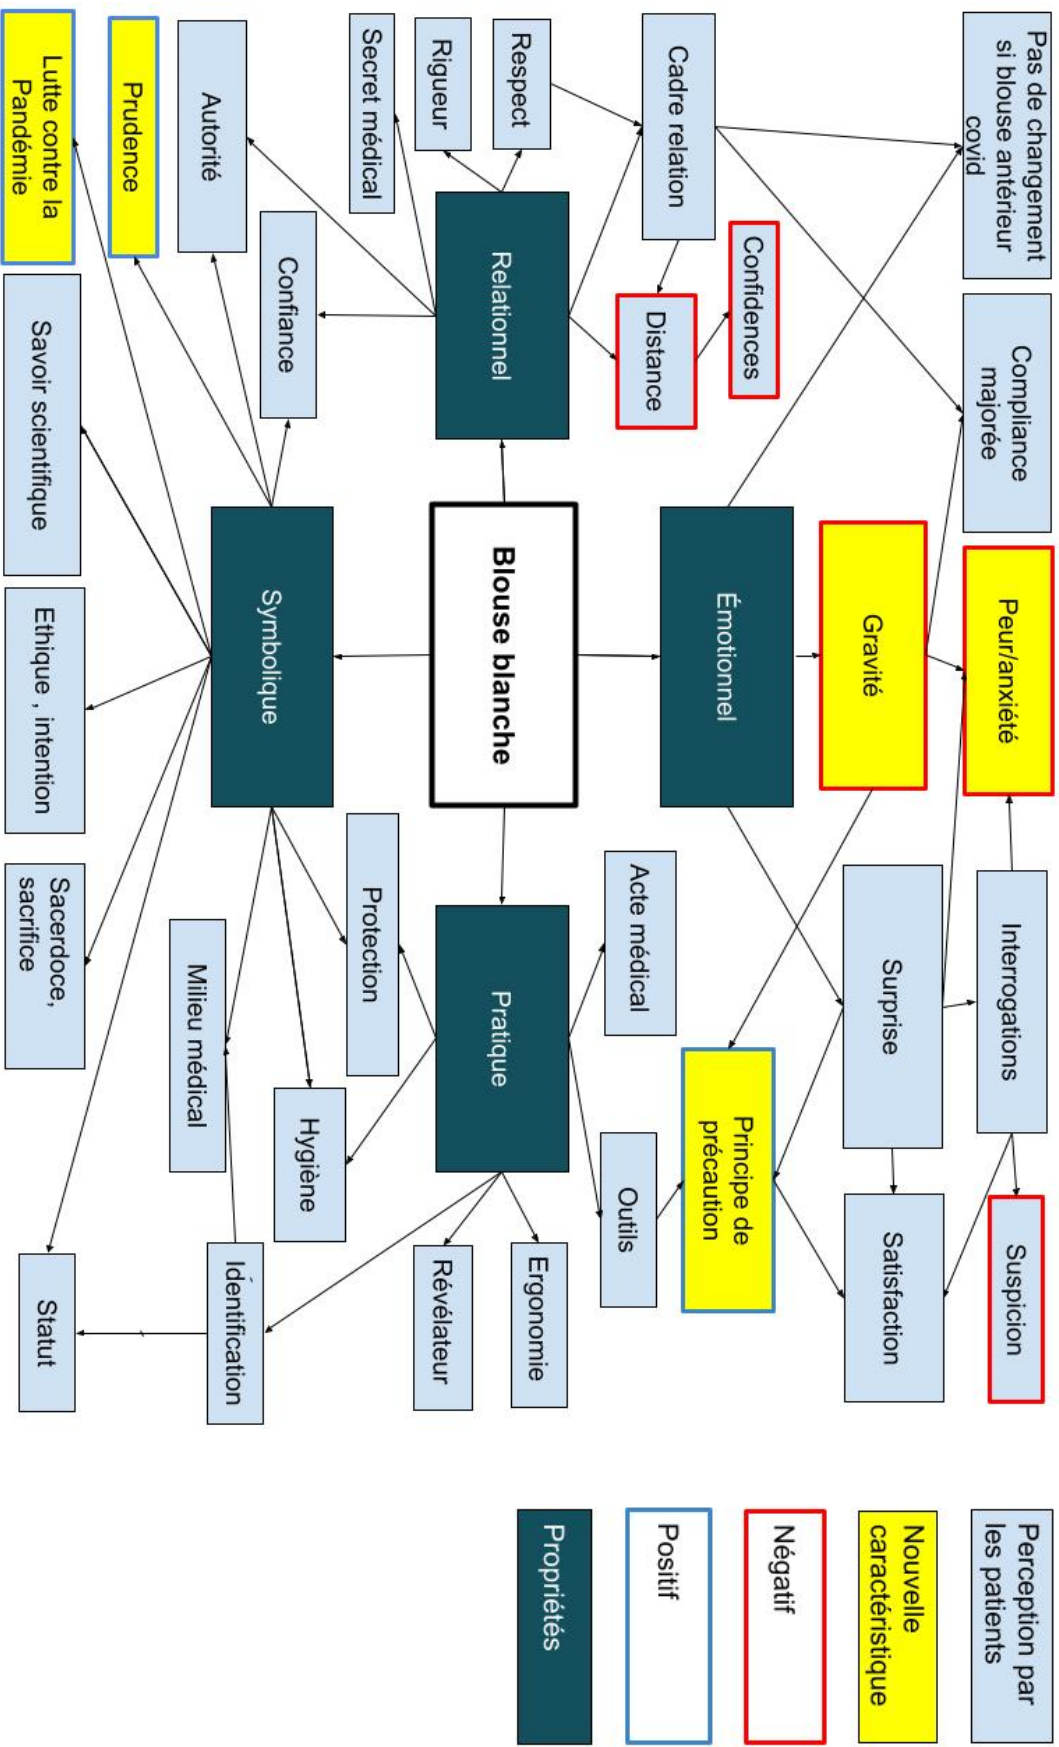 Pas de changement
si blouse antérieur
covid
Compliance
majorée
Peur/anxiété
Interrogations
Suspicion
Gravité
Surprise
Satisfaction
Cadre relation
Confidences
Distance
Émotionnel
Principe de
précaution
Acte médical
Outils
Respect
Rigueur
Secret médical
Relationnel
Blouse blanche
Pratique
Ergonomie
Révélateur
Autorité
Confiance
Symbolique
Protection
Hygiène
Milieu médical
Identification
Prudence
Lutte contre la
Pandémie
Savoir scientifique
Ethique , intention
Sacerdoce,
sacrifice
Statut
Perception par
les patients
Nouvelle
caractéristique
Négatif
Positif
Propriétés